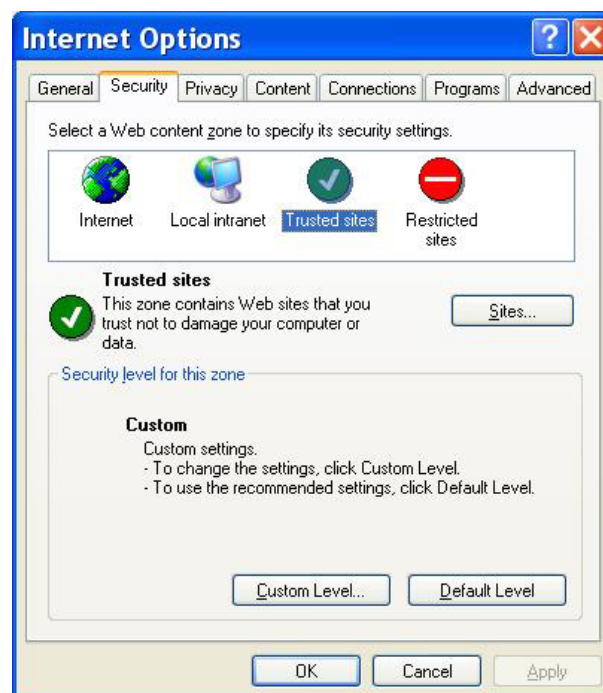 Internet Options
General Security Privacy Content Connections Programs Advanced
Select a Web content zone to specify its security settings.
Internet Local intranet Trusted sites Restricted
sites
Trusted sites
This zone contains Web sites that you
trust not to damage your computer or
data.
Sites...
Security level for this zone
Custom
Custom settings.
- To change the settings, click Custom Level.
- To use the recommended settings, click Default Level.
Custom Level... Default Level
OK Cancel Apply